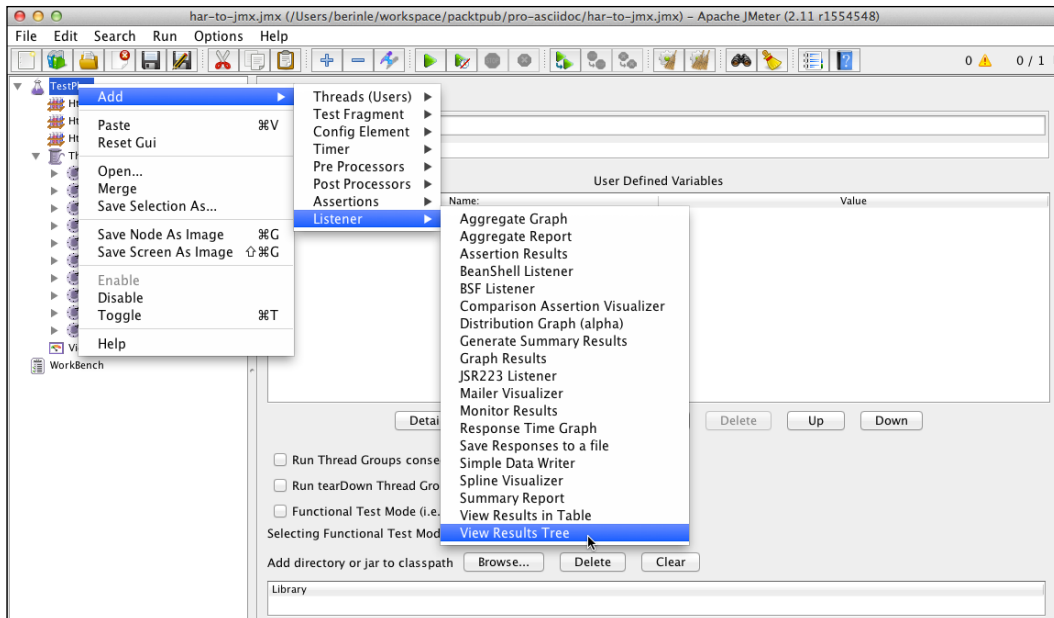 har-to-jmx.jmx (/Users/berinle/workspace/packtpub/pro-asciidoc/har-to-jmx.jmx) – Apache JMeter (2.11 r1554548)
File Edit Search Run Options Help
0 0 / 1
TestPl
Add
Paste ⌘V
Reset Gui
Open...
Merge
Save Selection As...
Save Node As Image ⌘G
Save Screen As Image ⇧⌘G
Enable
Disable
Toggle ⌘T
Help
Ht
Ht
Ht
Th
Vi
WorkBench
Threads (Users)
Test Fragment
Config Element
Timer
Pre Processors
Post Processors
Assertions
Listener
User Defined Variables
Name: Value
Aggregate Graph
Aggregate Report
Assertion Results
BeanShell Listener
BSF Listener
Comparison Assertion Visualizer
Distribution Graph (alpha)
Generate Summary Results
Graph Results
JSR223 Listener
Mailer Visualizer
Monitor Results
Response Time Graph
Save Responses to a file
Simple Data Writer
Spline Visualizer
Summary Report
View Results in Table
View Results Tree
Detai Delete Up Down
Run Thread Groups conse
Run tearDown Thread Gro
Functional Test Mode (i.e.
Selecting Functional Test Mod
Add directory or jar to classpath Browse... Delete Clear
Library